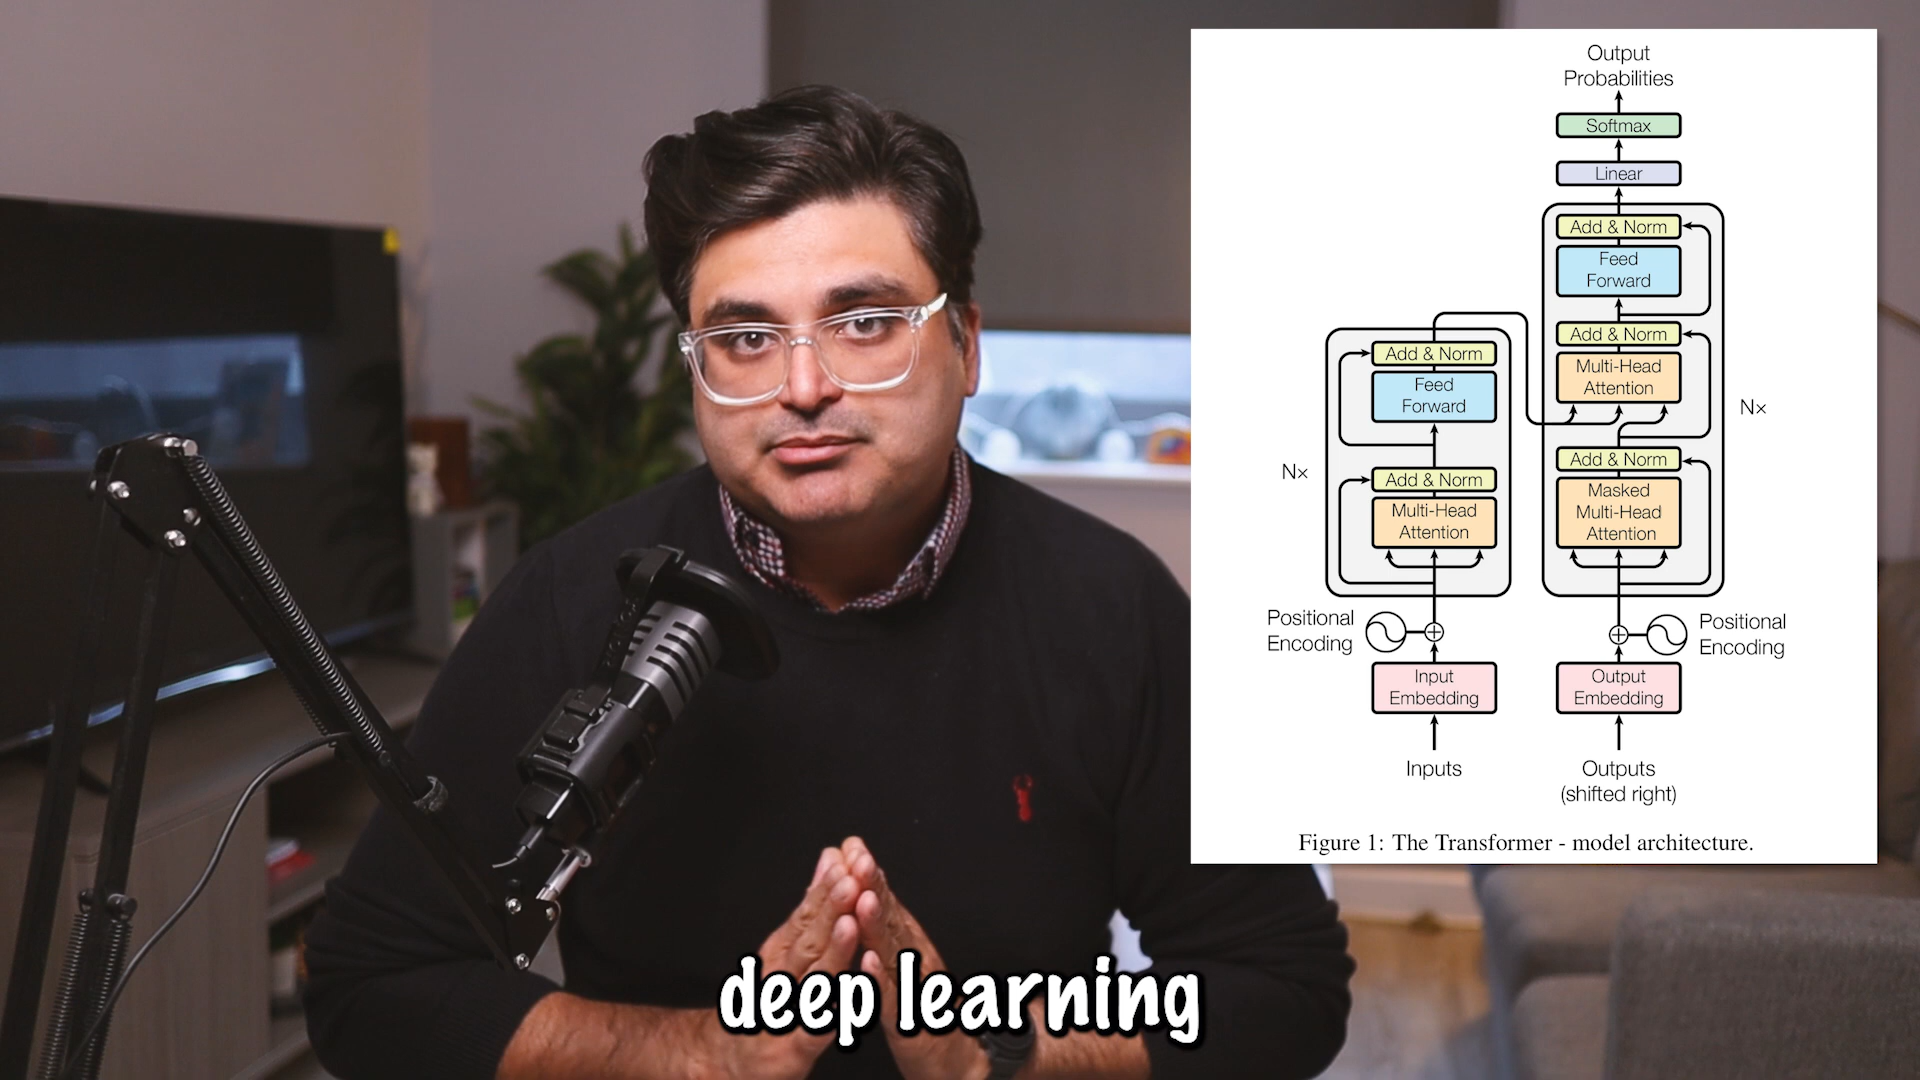 Output
Probabilities
Softmax
Linear
Add & Norm
Feed
Forward
Add & Norm
Multi-Head
Attention
Nx
Add & Norm
Masked
Multi-Head
Attention
Add & Norm
Feed
Forward
Nx
Add & Norm
Multi-Head
Attention
Positional
Encoding
Positional
Encoding
Input
Embedding
Output
Embedding
Inputs
Outputs
(shifted right)
Figure 1: The Transformer - model architecture.
deep learning